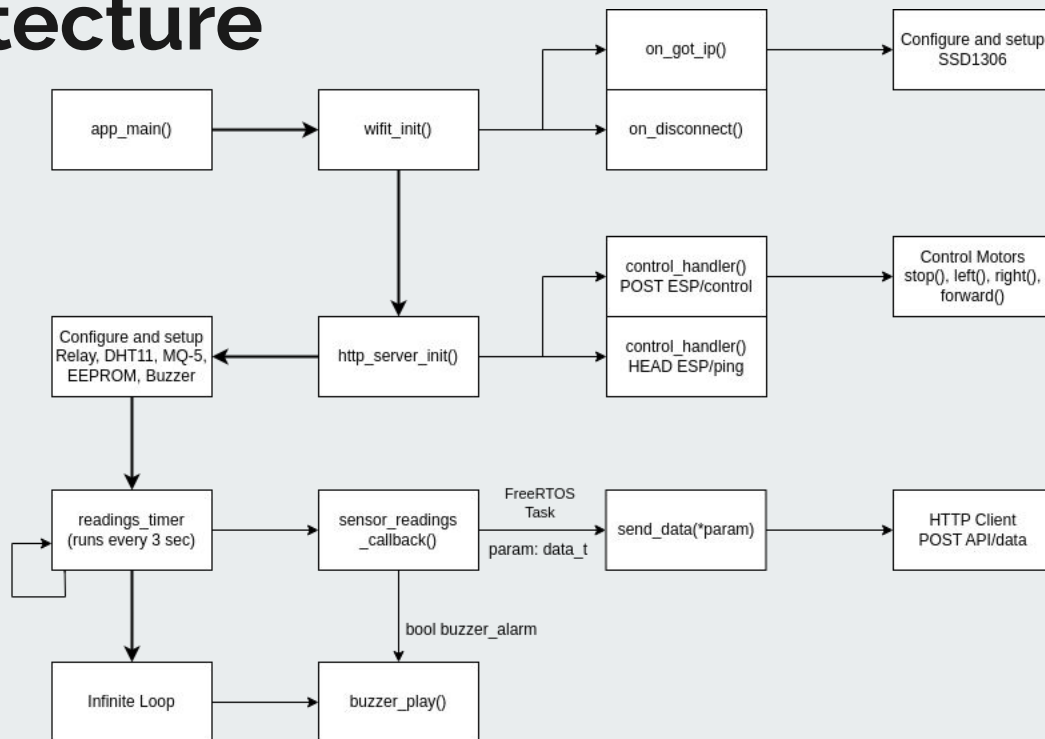 tecture
on_got_ip()
Configure and setup
SSD1306
app_main()
wifit_init()
on_disconnect()
control_handler()
POST ESP/control
Control Motors
stop(), left(), right(),
forward()
Configure and setup
Relay, DHT11, MQ-5,
EEPROM, Buzzer
http_server_init()
control_handler()
HEAD ESP/ping
readings_timer
(runs every 3 sec)
sensor_readings
_callback()
FreeRTOS
Task
param: data_t
send_data(*param)
HTTP Client
POST API/data
bool buzzer_alarm
Infinite Loop
buzzer_play()